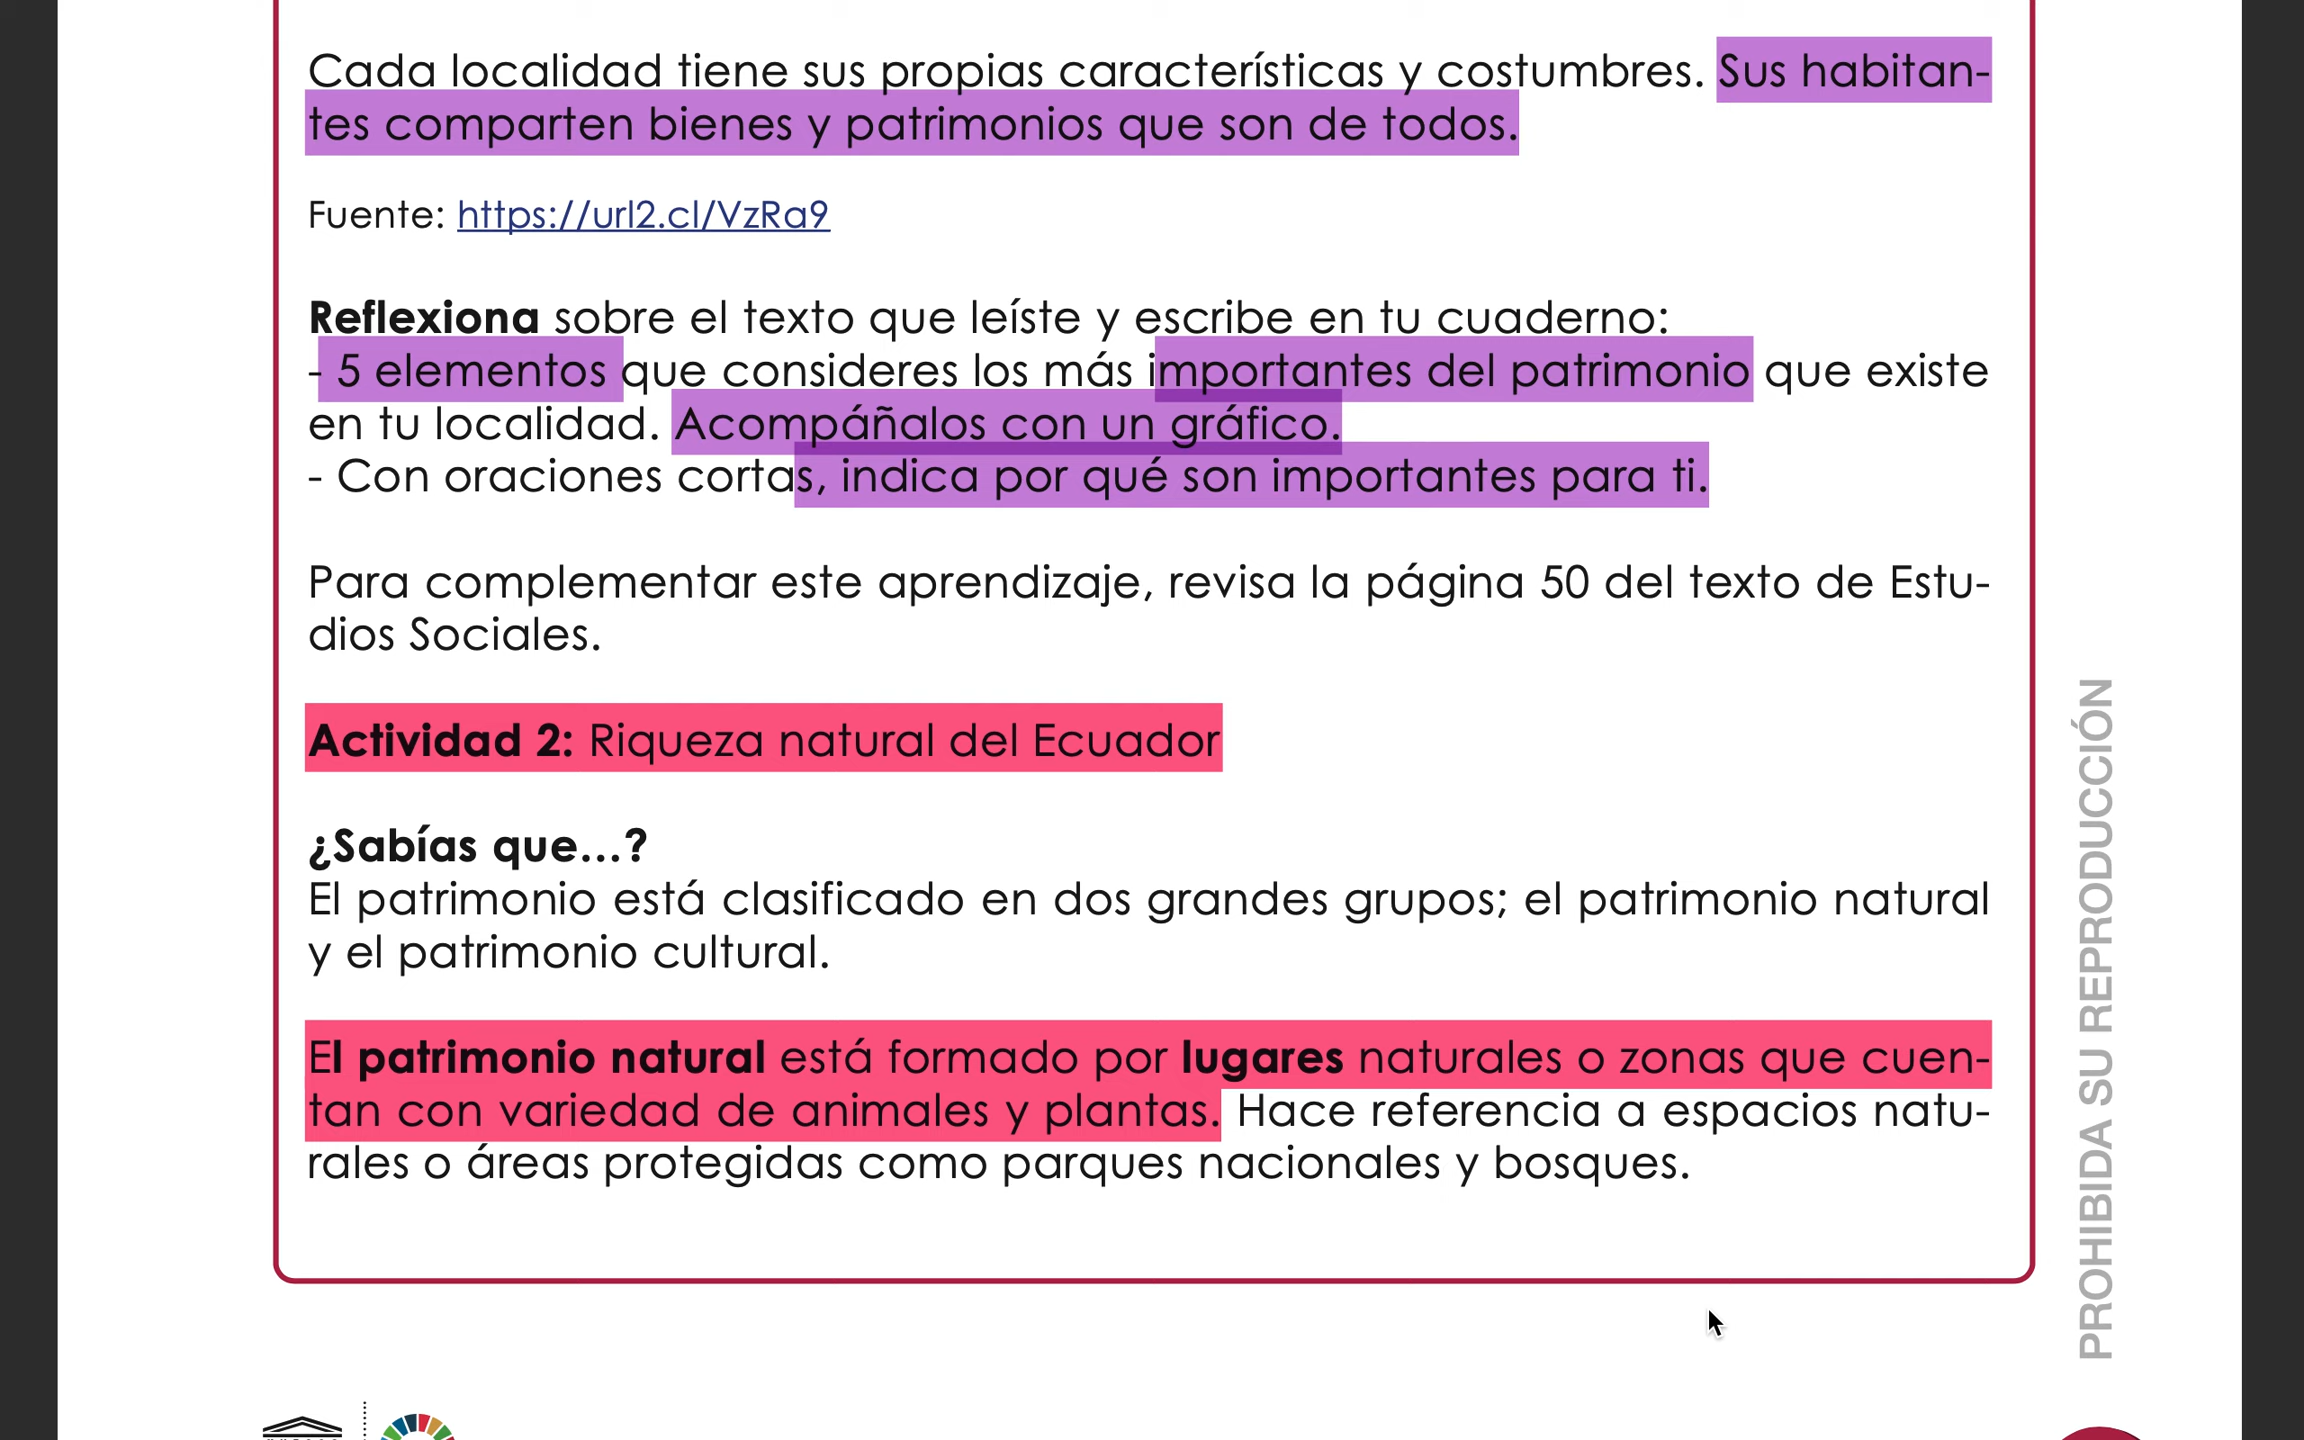 Cada localidad tiene sus propias características y costumbres. Sus habitan-
tes comparten bienes y patrimonios que son de todos.
Fuente: https://url2.cl/VzRa9
Reflexiona sobre el texto que leíste y escribe en tu cuaderno:
- 5 elementos que consideres los más importantes del patrimonio que existe
en tu localidad. Acompáñalos con un gráfico.
- Con oraciones cortas, indica por qué son importantes para ti.
Para complementar este aprendizaje, revisa la página 50 del texto de Estu-
dios Sociales.
Actividad 2: Riqueza natural del Ecuador
¿Sabías que...?
El patrimonio está clasificado en dos grandes grupos; el patrimonio natural
y el patrimonio cultural.
El patrimonio natural está formado por lugares naturales o zonas que cuen-
tan con variedad de animales y plantas. Hace referencia a espacios natu-
rales o áreas protegidas como parques nacionales y bosques.
PROHIBIDA SU REPRODUCCIÓN